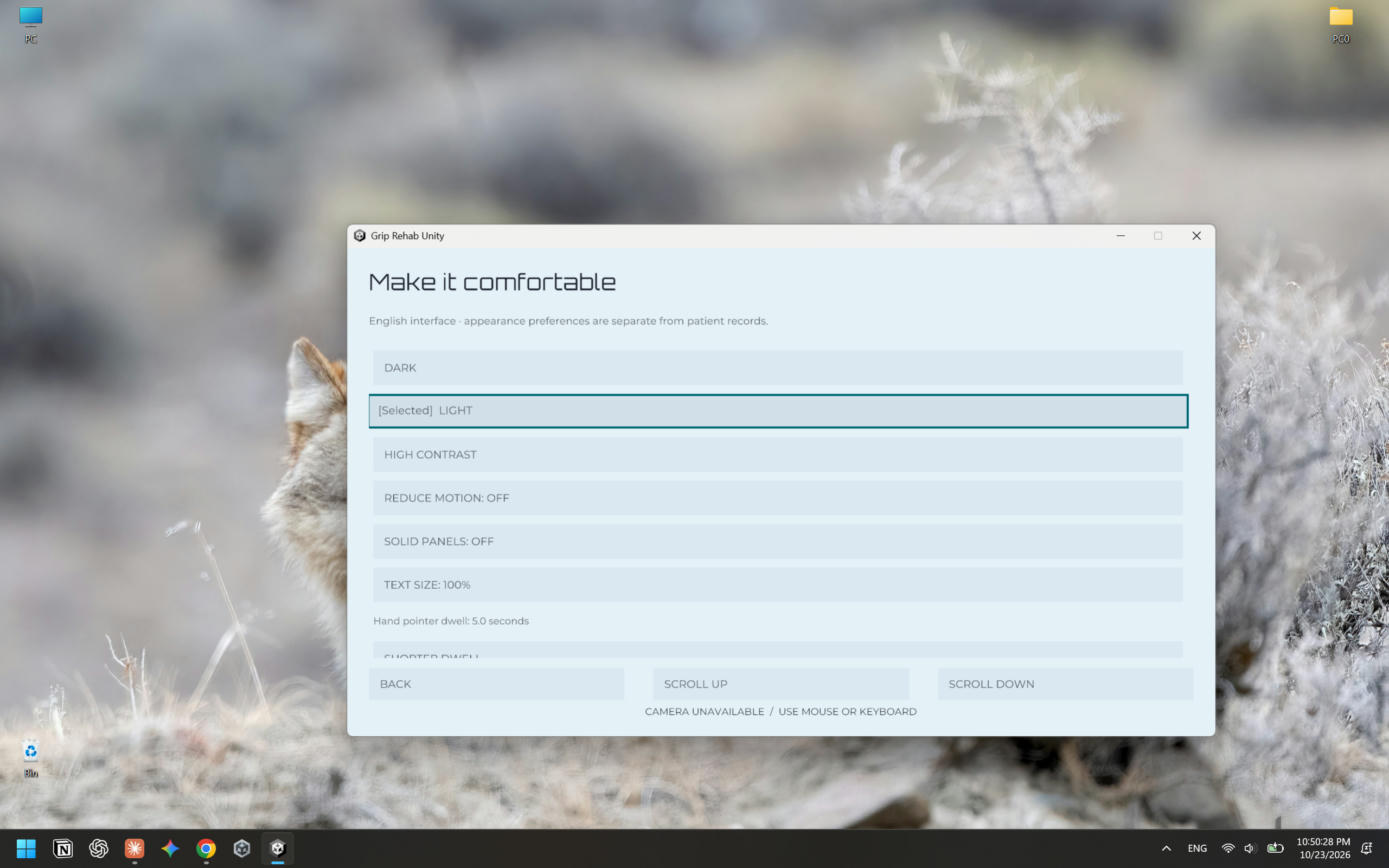 PC
PC0
Grip Rehab Unity
Make it comfortable
English interface - appearance preferences are separate from patient records.
DARK
[Selected] LIGHT
HIGH CONTRAST
REDUCE MOTION: OFF
SOLID PANELS: OFF
TEXT SIZE: 100%
Hand pointer dwell: 5.0 seconds
SHORTER DWELL
BACK
SCROLL UP
SCROLL DOWN
CAMERA UNAVAILABLE / USE MOUSE OR KEYBOARD
Bin
ENG
10:50:28 PM
10/23/2026